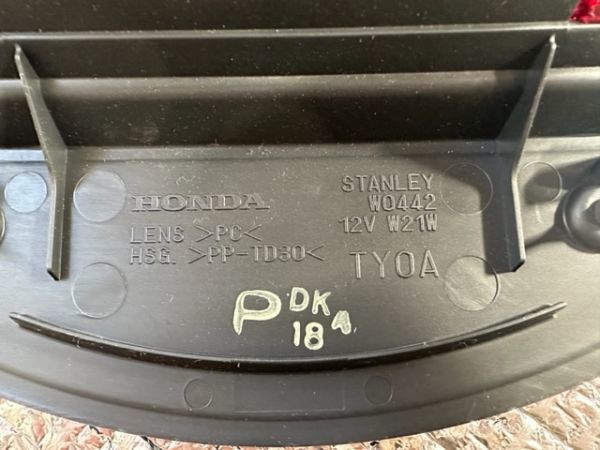 HONDA
LENS >PC<
HSG. >PP-TD30<
STANLEY
W0442
12V W21W
TY0A
P DK
18 4